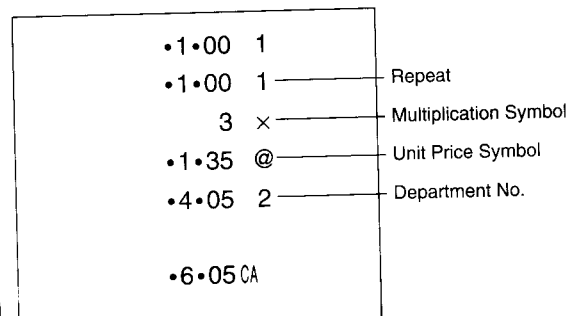 •1•00 1
•1•00 1 Repeat
3 × Multiplication Symbol
•1•35 @ Unit Price Symbol
•4•05 2 Department No.
•6•05 CA